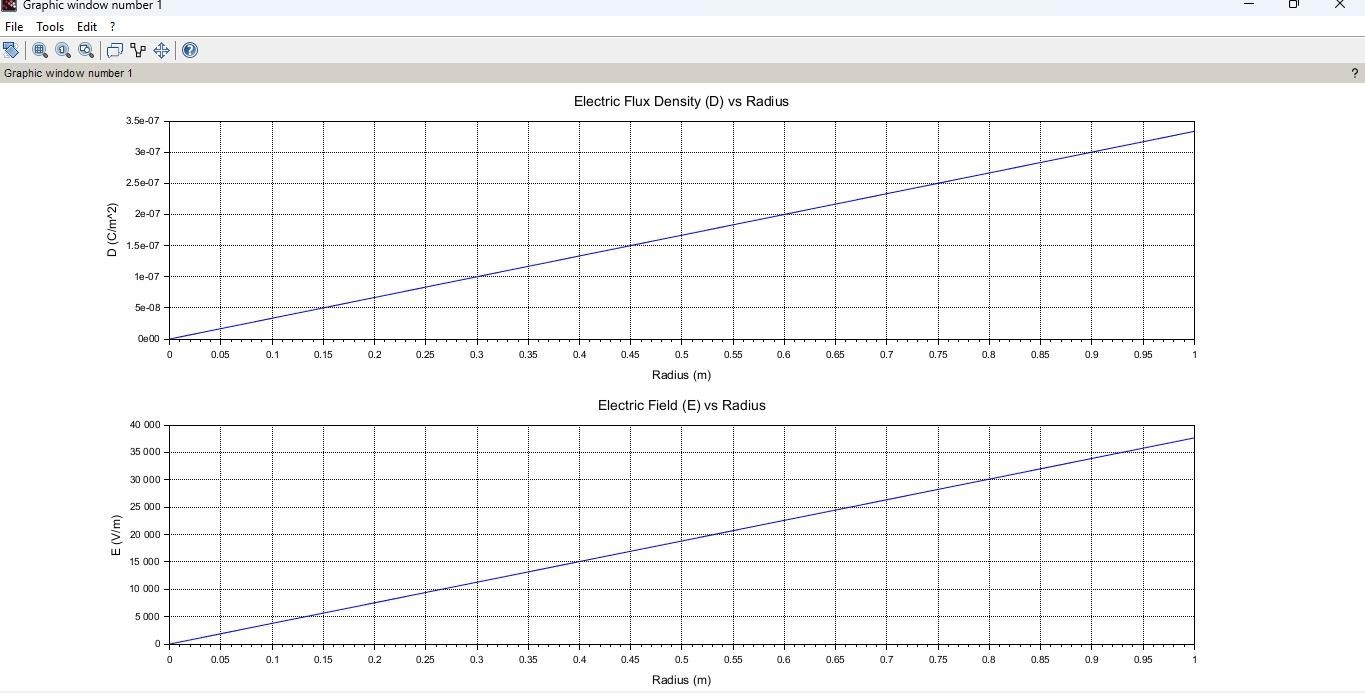 Graphic window number 1
File Tools Edit ?
Graphic window number 1 ?
Electric Flux Density (D) vs Radius
3.5e-07
3e-07
2.5e-07
2e-07
1.5e-07
1e-07
5e-08
0e00
D (C/m^2)
0 0.05 0.1 0.15 0.2 0.25 0.3 0.35 0.4 0.45 0.5 0.55 0.6 0.65 0.7 0.75 0.8 0.85 0.9 0.95 1
Radius (m)
Electric Field (E) vs Radius
40 000
35 000
30 000
25 000
20 000
15 000
10 000
5 000
0
E (V/m)
0 0.05 0.1 0.15 0.2 0.25 0.3 0.35 0.4 0.45 0.5 0.55 0.6 0.65 0.7 0.75 0.8 0.85 0.9 0.95 1
Radius (m)